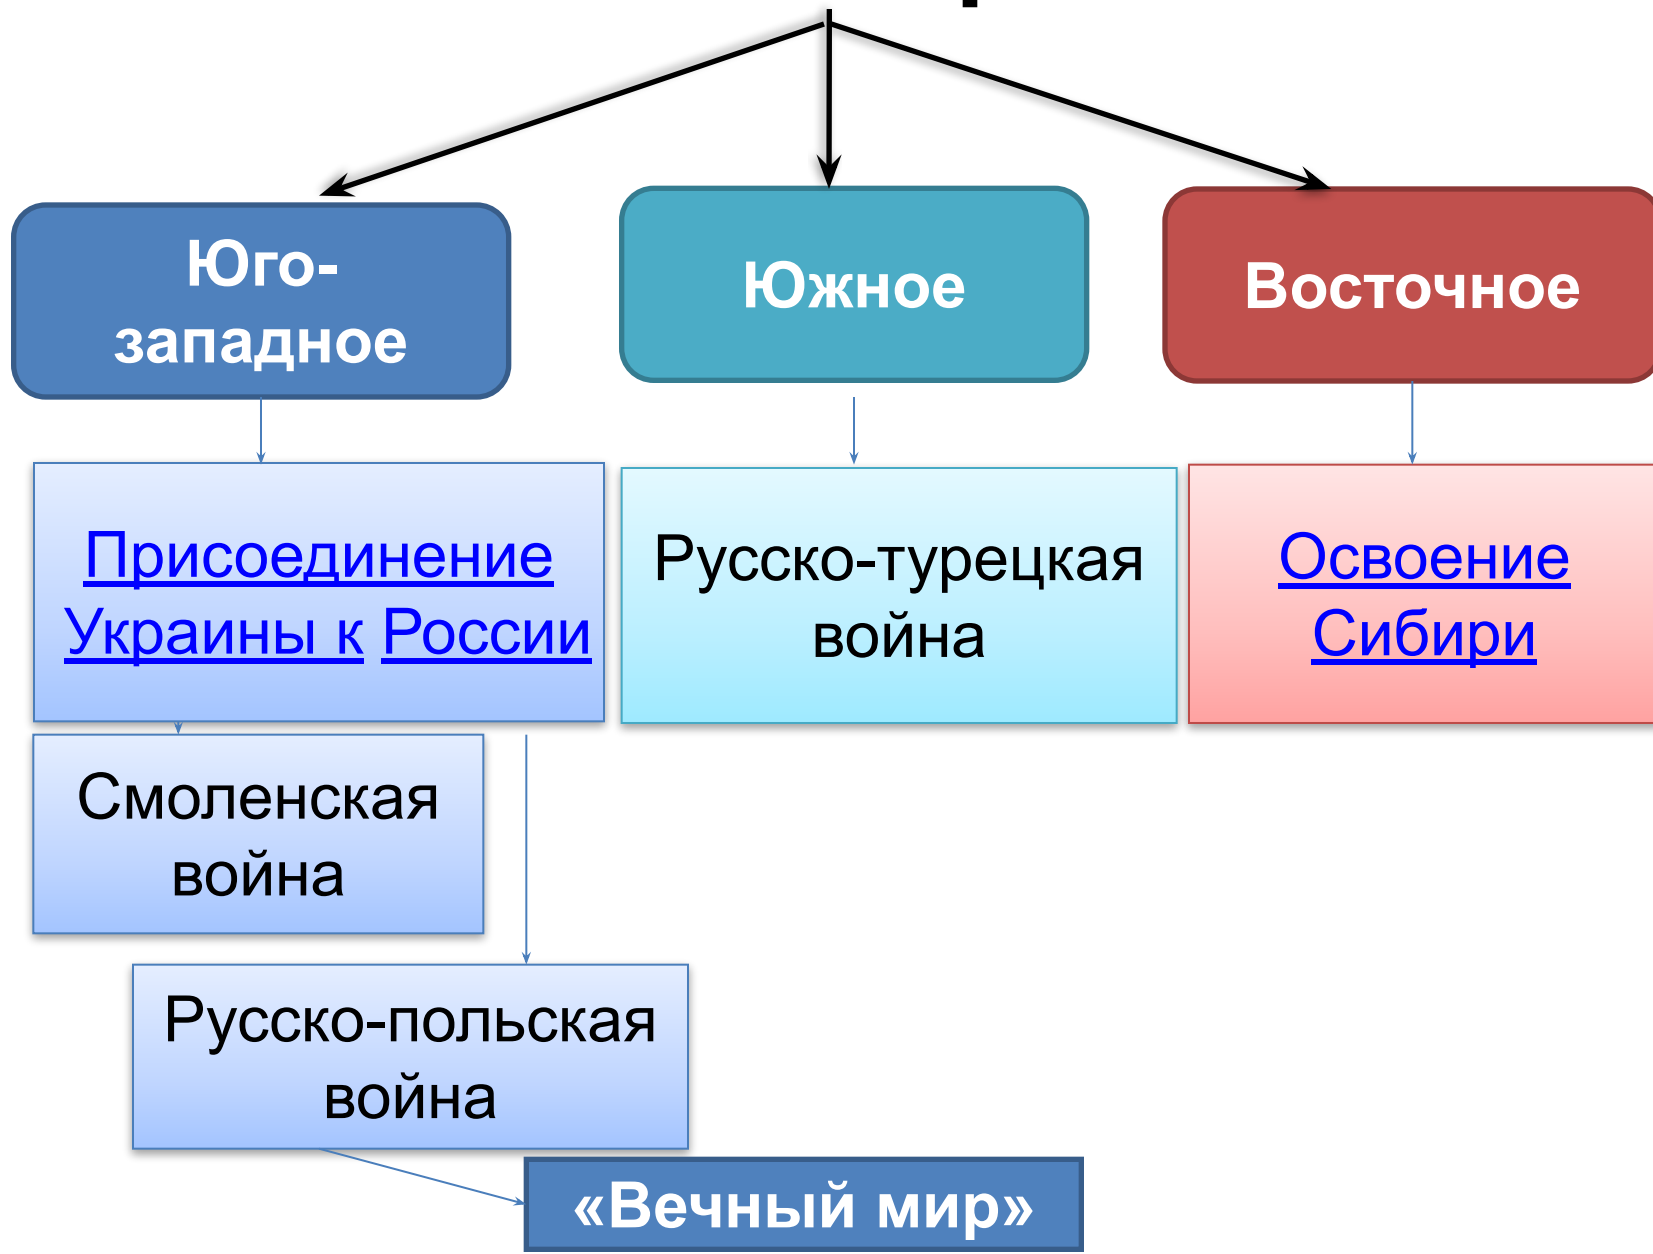 Юго-
западное
Южное
Восточное
Присоединение
Украины к России
Русско-турецкая
война
Освоение
Сибири
Смоленская
война
Русско-польская
война
«Вечный мир»